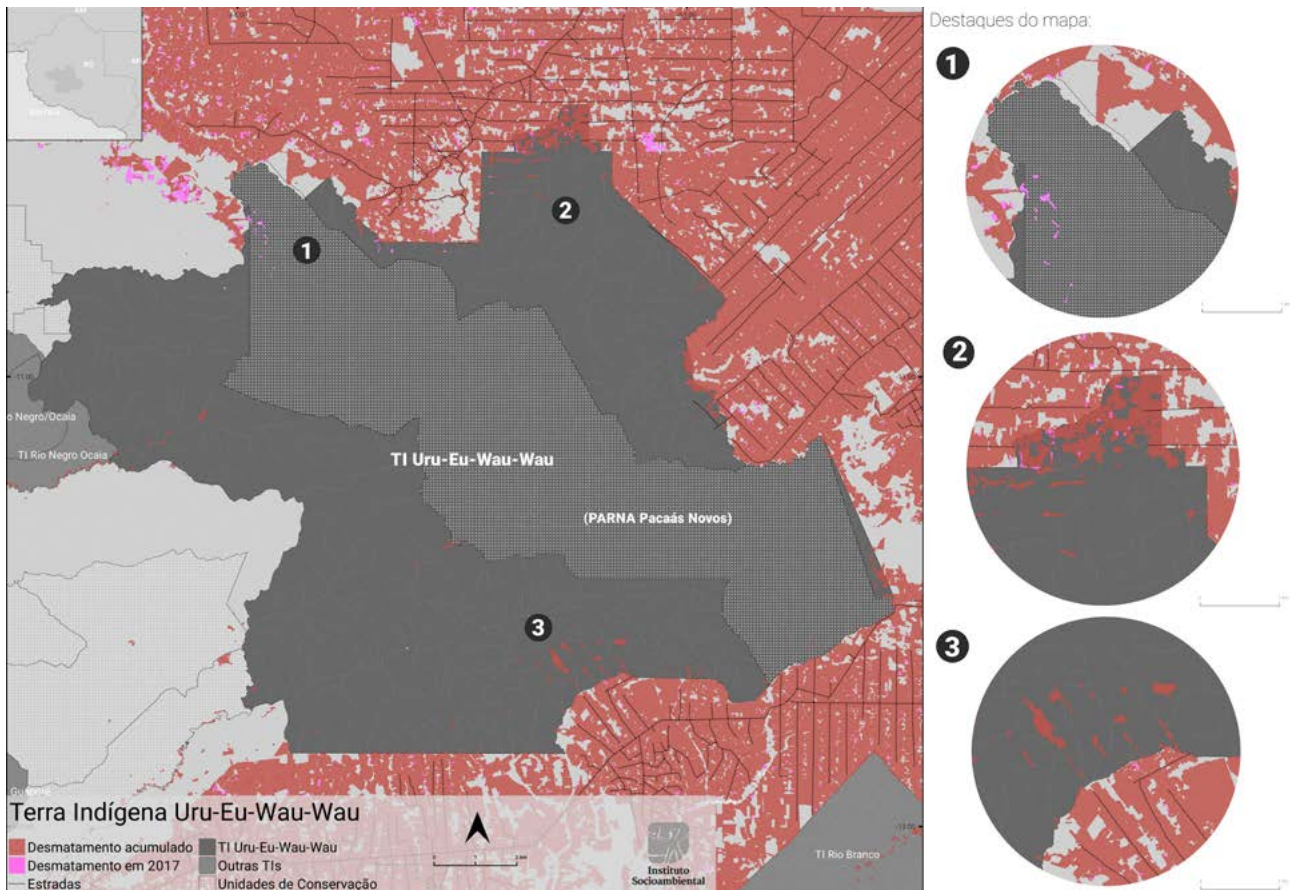 Destaques do mapa:
1
2
3
1
2
3
o Negro/Ocaia
TI Rio Negro Ocaia
TI Uru-Eu-Wau-Wau
(PARNA Pacaás Novos)
TI Rio Branco
Terra Indígena Uru-Eu-Wau-Wau
Desmatamento acumulado
Desmatamento em 2017
Estradas
TI Uru-Eu-Wau-Wau
Outras TIs
Unidades de Conservação
Instituto
Socioambiental